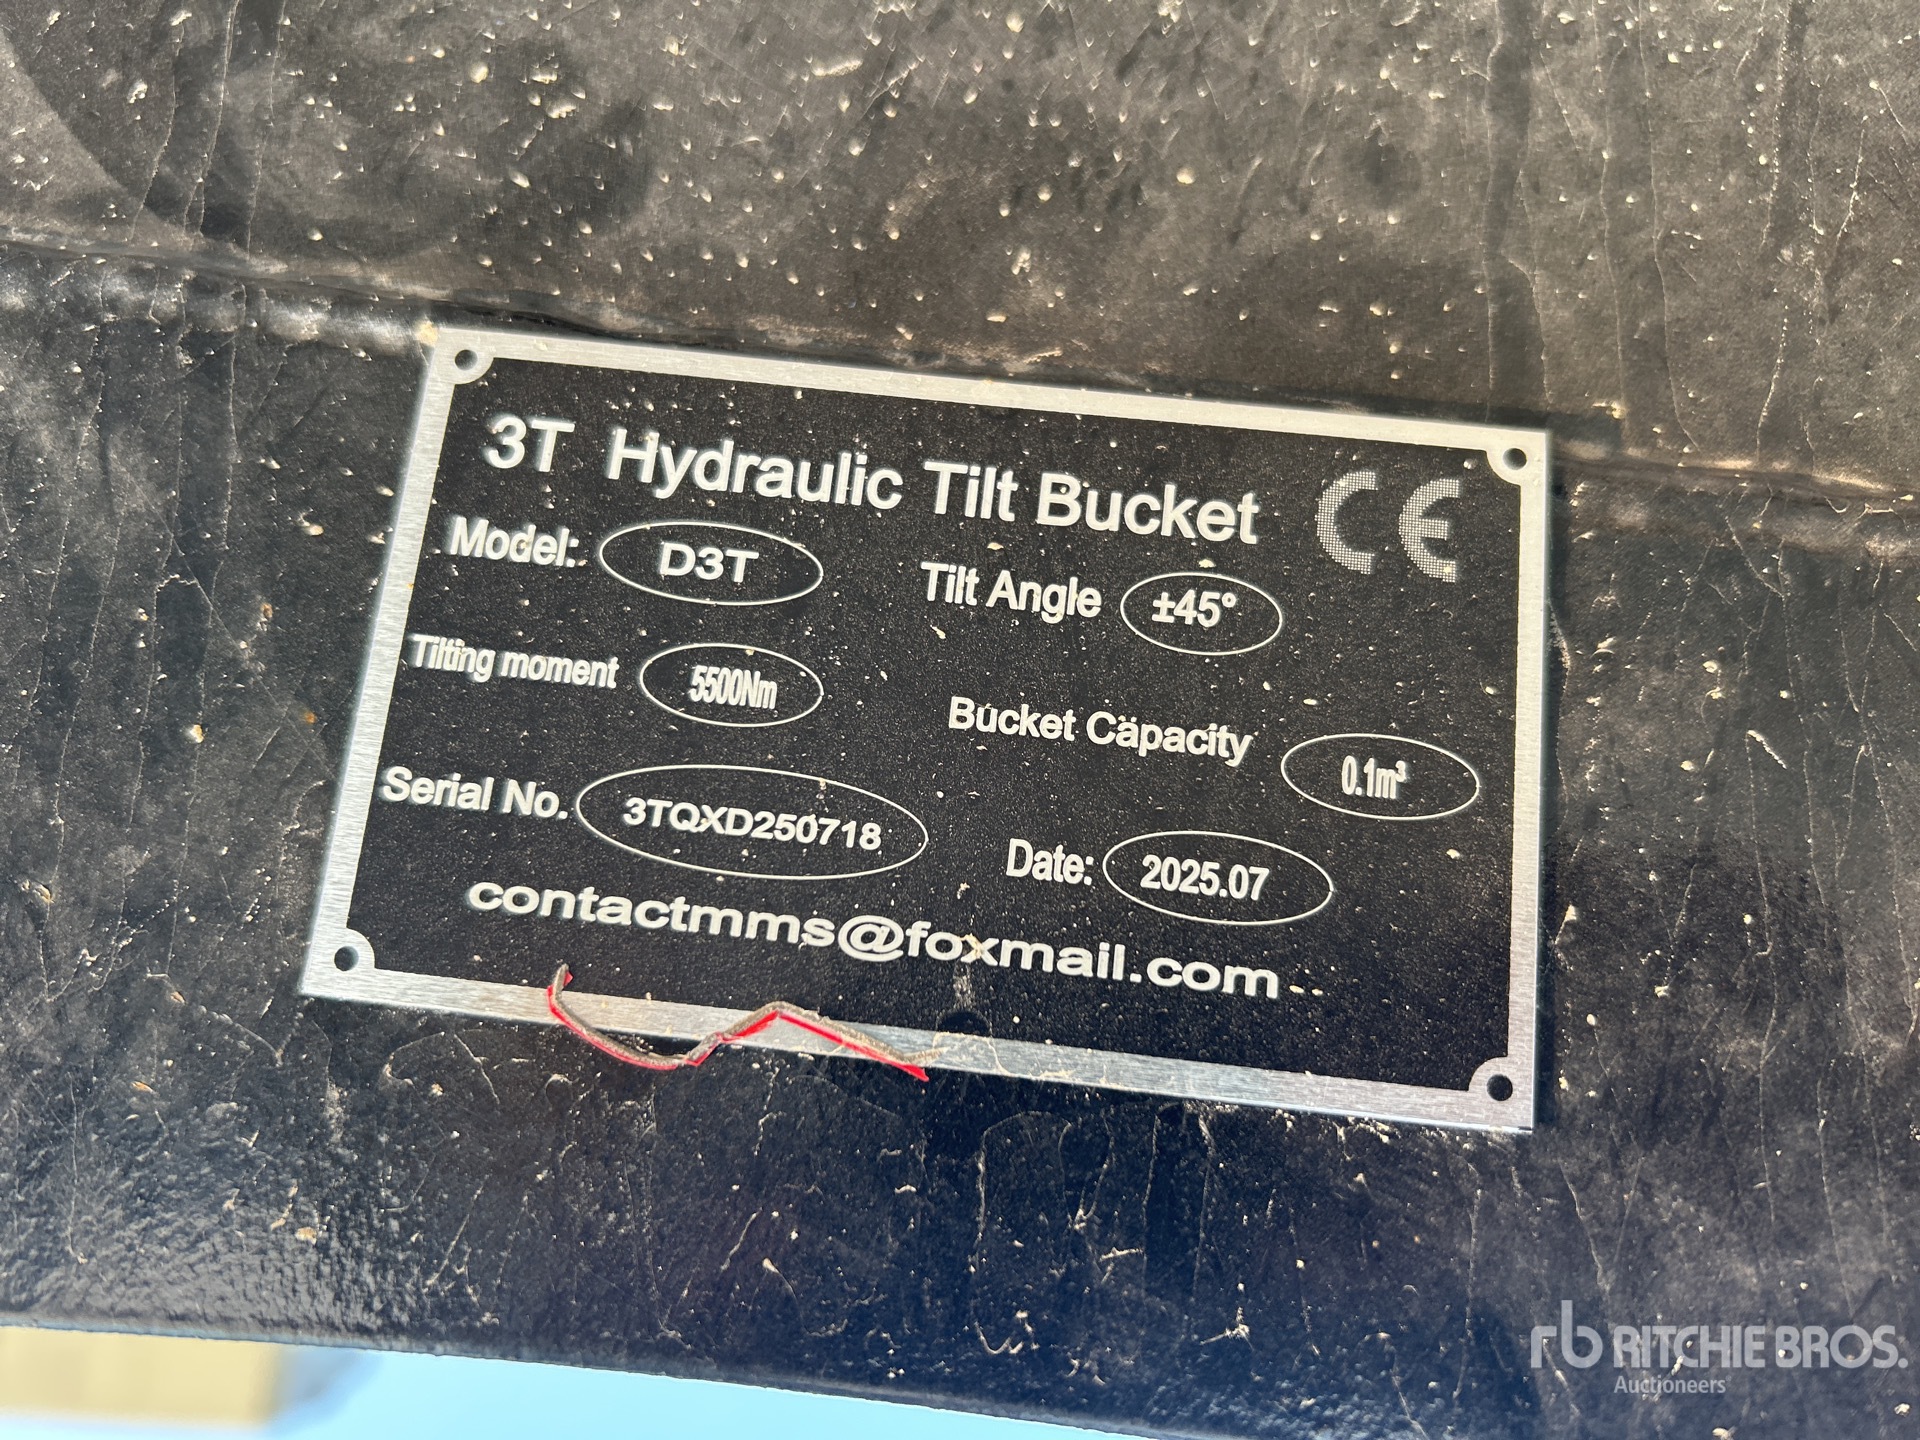 3T Hydraulic Tilt Bucket CE
Model: D3T Tilt Angle ±45°
Tilting moment 5500Nm Bucket Capacity 0.1m³
Serial No. 3TQXD250718 Date: 2025.07
contactmms@foxmail.com
rb RITCHIE BROS.
Auctioneers